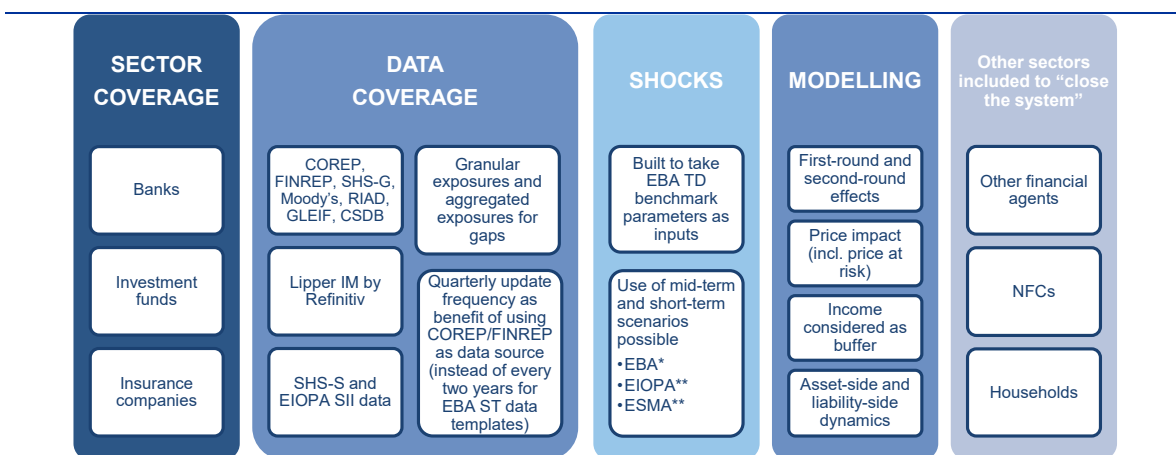 SECTOR
COVERAGE
Banks
Investment
funds
Insurance
companies
DATA
COVERAGE
COREP,
FINREP, SHS-G,
Moody's, RIAD,
GLEIF, CSDB
Lipper IM by
Refinitiv
SHS-S and
EIOPA SII data
Granular
exposures and
aggregated
exposures for
gaps
Quarterly update
frequency as
benefit of using
COREP/FINREP
as data source
(instead of every
two years for
EBA ST data
templates)
SHOCKS
Built to take
EBA TD
benchmark
parameters as
inputs
Use of mid-term
and short-term
scenarios
possible
•EBA*
•EIOPA**
•ESMA**
MODELLING
First-round and
second-round
effects
Price impact
(incl. price at
risk)
Income
considered as
buffer
Asset-side and
liability-side
dynamics
Other sectors
included to “close
the system”
Other financial
agents
NFCs
Households